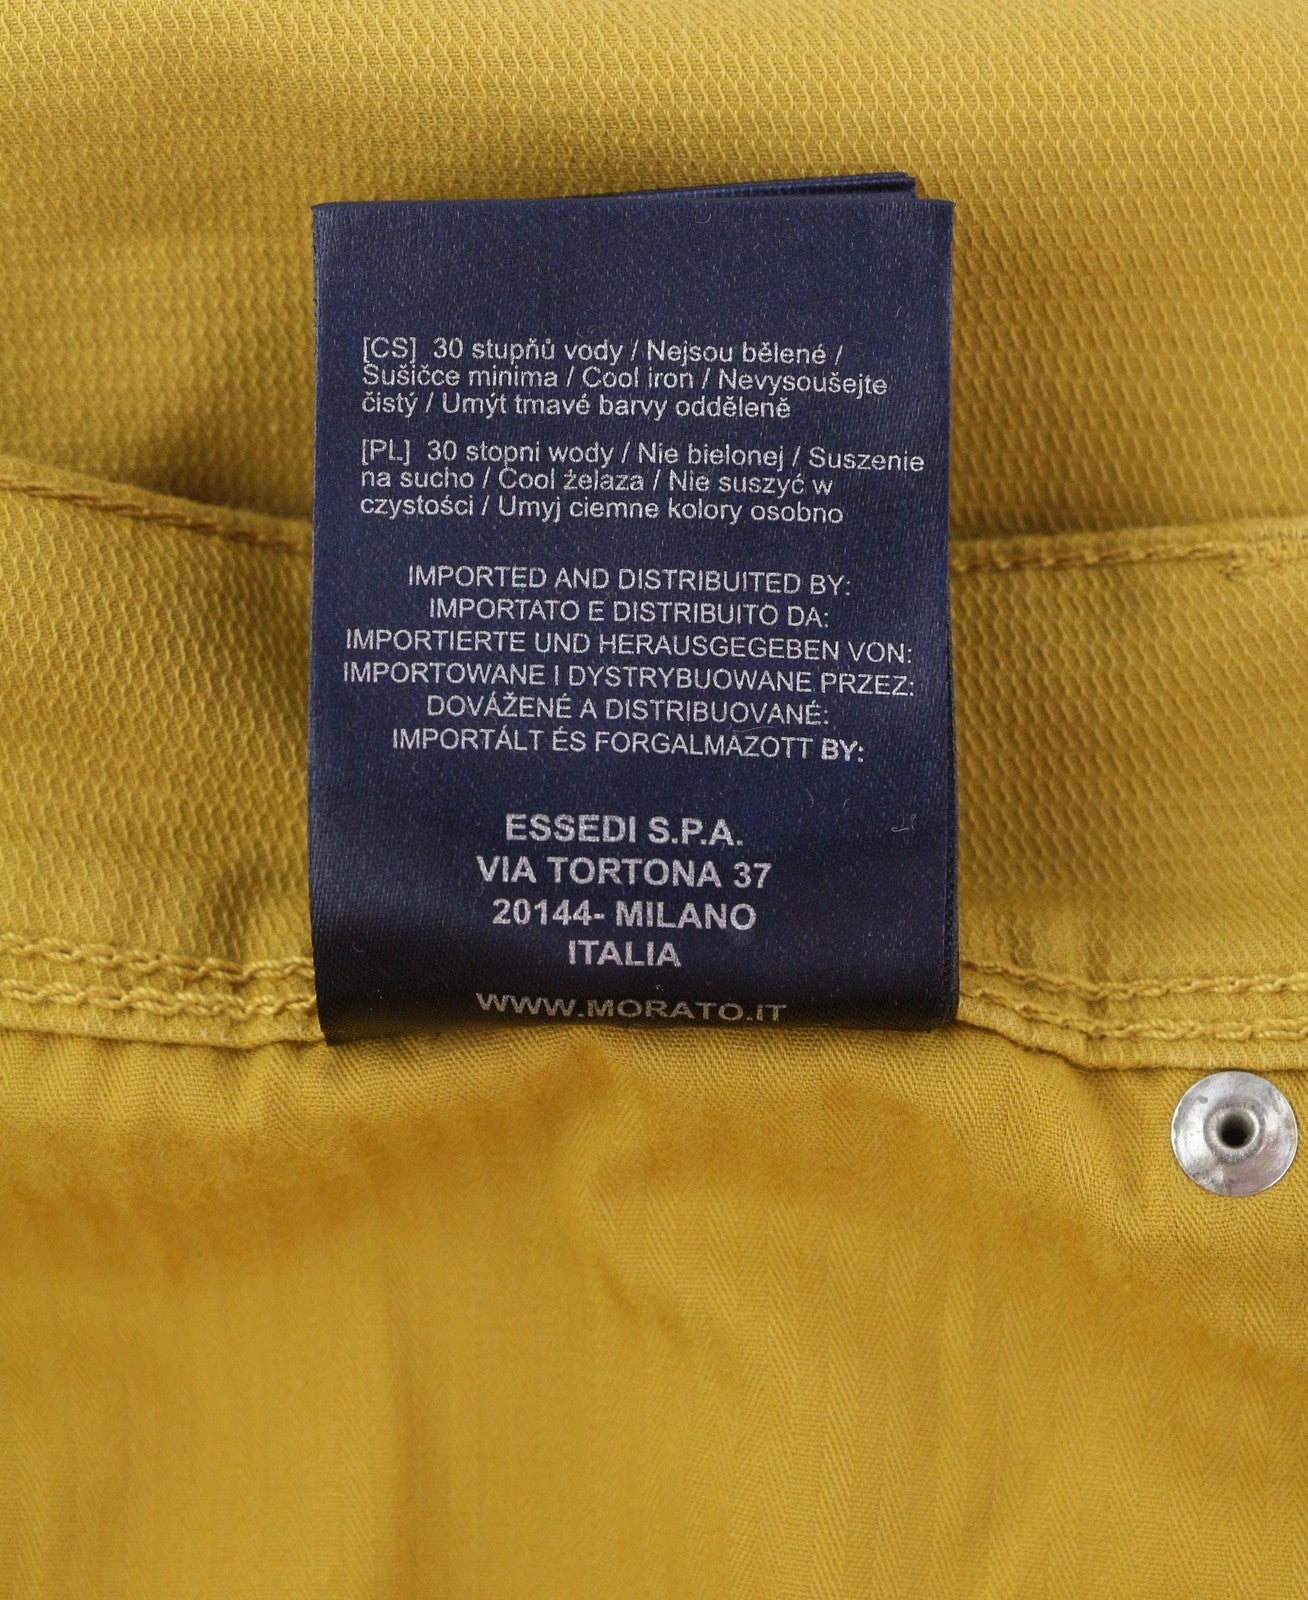 [CS] 30 stupňů vody / Nejsou bělené /
Sušičce minima / Cool iron / Nevysoušejte
čistý / Umýt tmavé barvy odděleně
[PL] 30 stopni wody / Nie bielonej / Suszenie
na sucho / Cool żelaza / Nie suszyć w
czystości / Umyj ciemne kolory osobno
IMPORTED AND DISTRIBUITED BY:
IMPORTATO E DISTRIBUITO DA:
IMPORTIERTE UND HERAUSGEGEBEN VON:
IMPORTOWANE I DYSTRYBUOWANE PRZEZ:
DOVÁŽENÉ A DISTRIBUOVANÉ:
IMPORTÁLT ÉS FORGALMAZOTT BY:
ESSEDI S.P.A.
VIA TORTONA 37
20144- MILANO
ITALIA
WWW.MORATO.IT